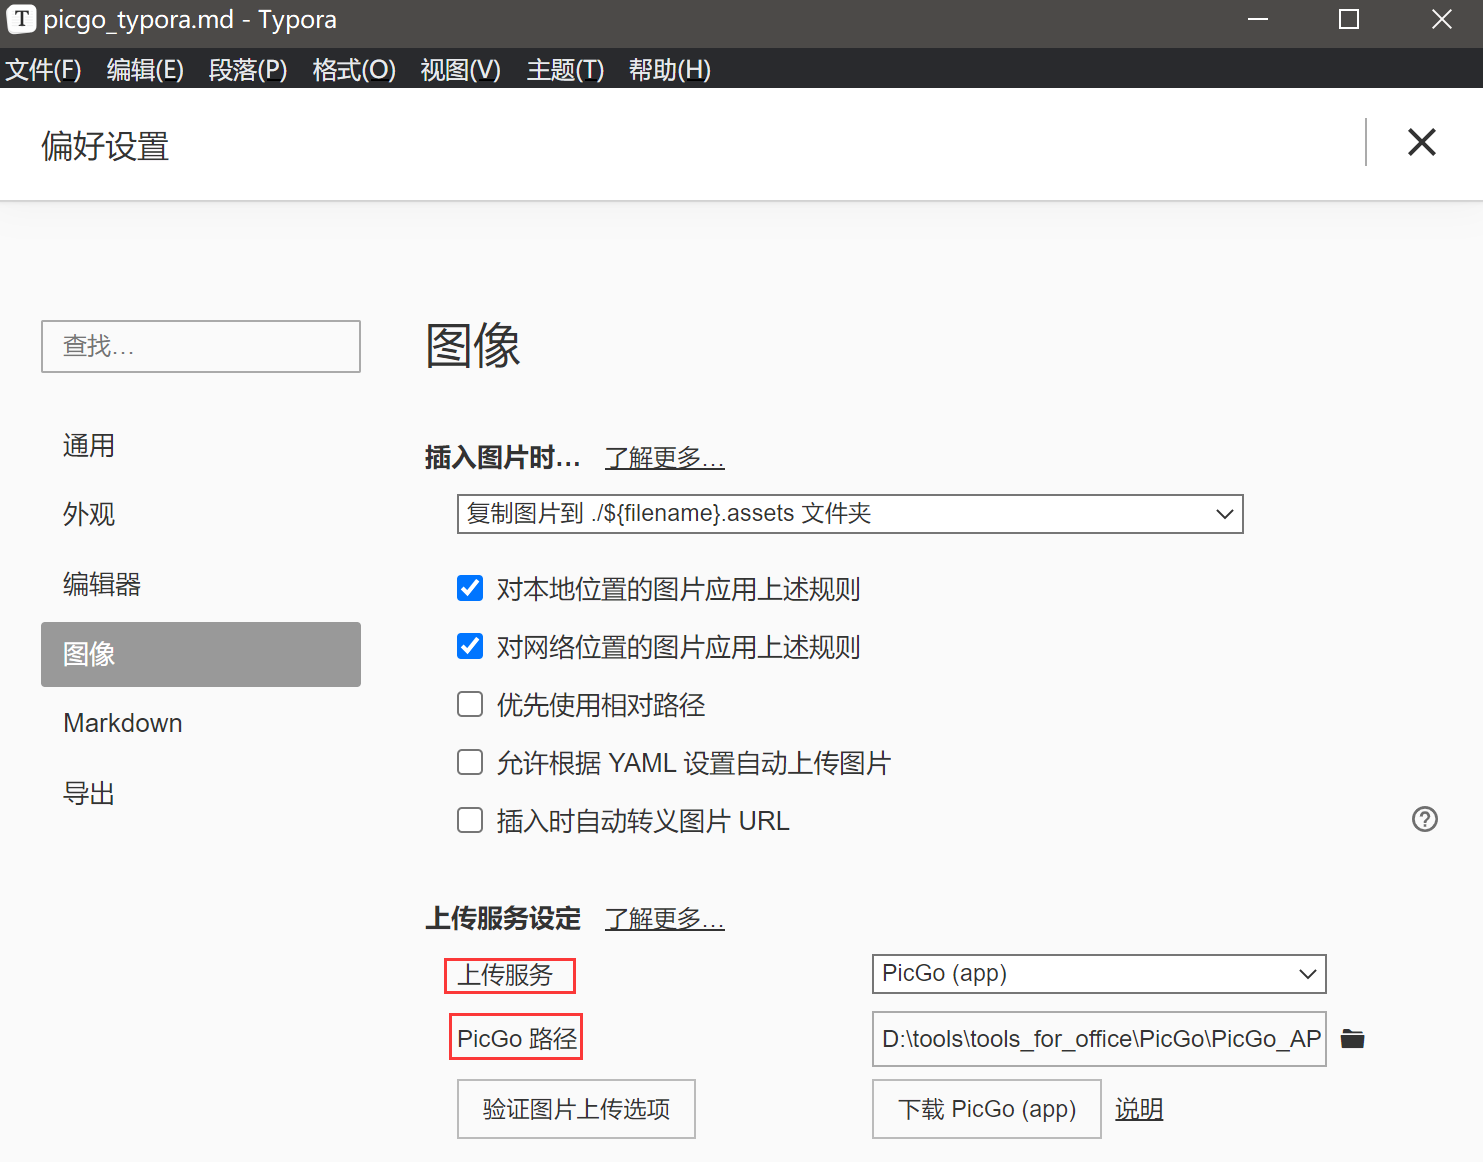 T picgo_typora.md - Typora
文件(F) 编辑(E) 段落(P) 格式(O) 视图(V) 主题(T) 帮助(H)
偏好设置
查找...
通用
外观
编辑器
图像
Markdown
导出
图像
插入图片时... 了解更多...
复制图片到 ./${filename}.assets 文件夹
对本地位置的图片应用上述规则
对网络位置的图片应用上述规则
优先使用相对路径
允许根据 YAML 设置自动上传图片
插入时自动转义图片 URL
?
上传服务设定 了解更多...
上传服务 PicGo (app)
PicGo 路径 D:\tools\tools_for_office\PicGo\PicGo_AP
验证图片上传选项 下载 PicGo (app) 说明